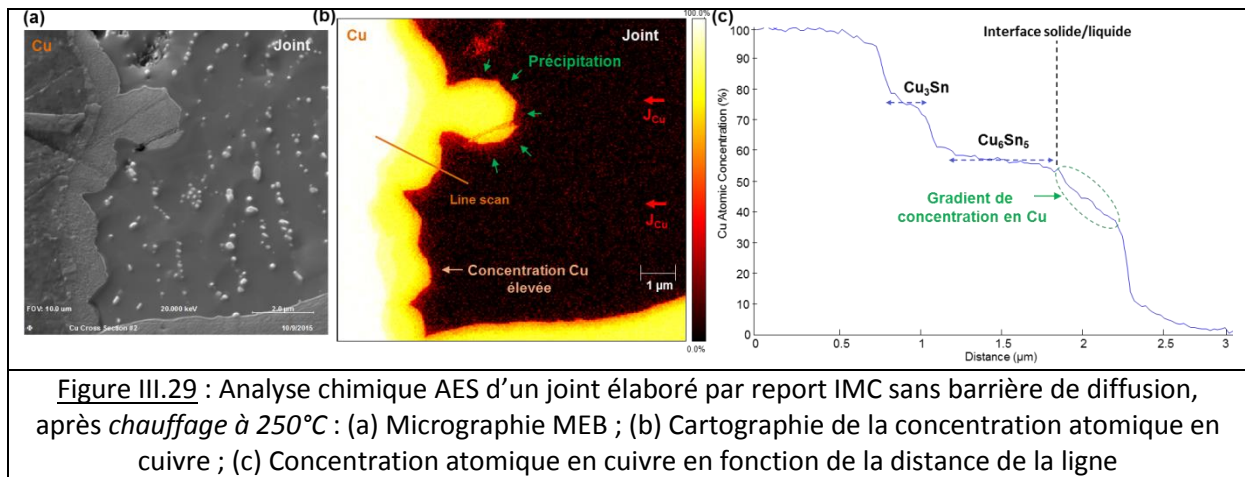 (a)
Cu
Joint
FOV: 10.0 um
20.000 keV
2.0 µm
Cu Cross Section #2
10/9/2015
(b)
Cu
Joint
Précipitation
J_Cu
Line scan
J_Cu
Concentration Cu
élevée
1 µm
100.0%
0.0%
(c)
Interface solide/liquide
Cu₃Sn
Cu₆Sn₅
Gradient de
concentration en Cu
Cu Atomic Concentration (%)
100
90
80
70
60
50
40
30
20
10
0
0 0.5 1 1.5 2 2.5 3
Distance (µm)
Figure III.29 : Analyse chimique AES d’un joint élaboré par report IMC sans barrière de diffusion,
après chauffage à 250°C : (a) Micrographie MEB ; (b) Cartographie de la concentration atomique en
cuivre ; (c) Concentration atomique en cuivre en fonction de la distance de la ligne